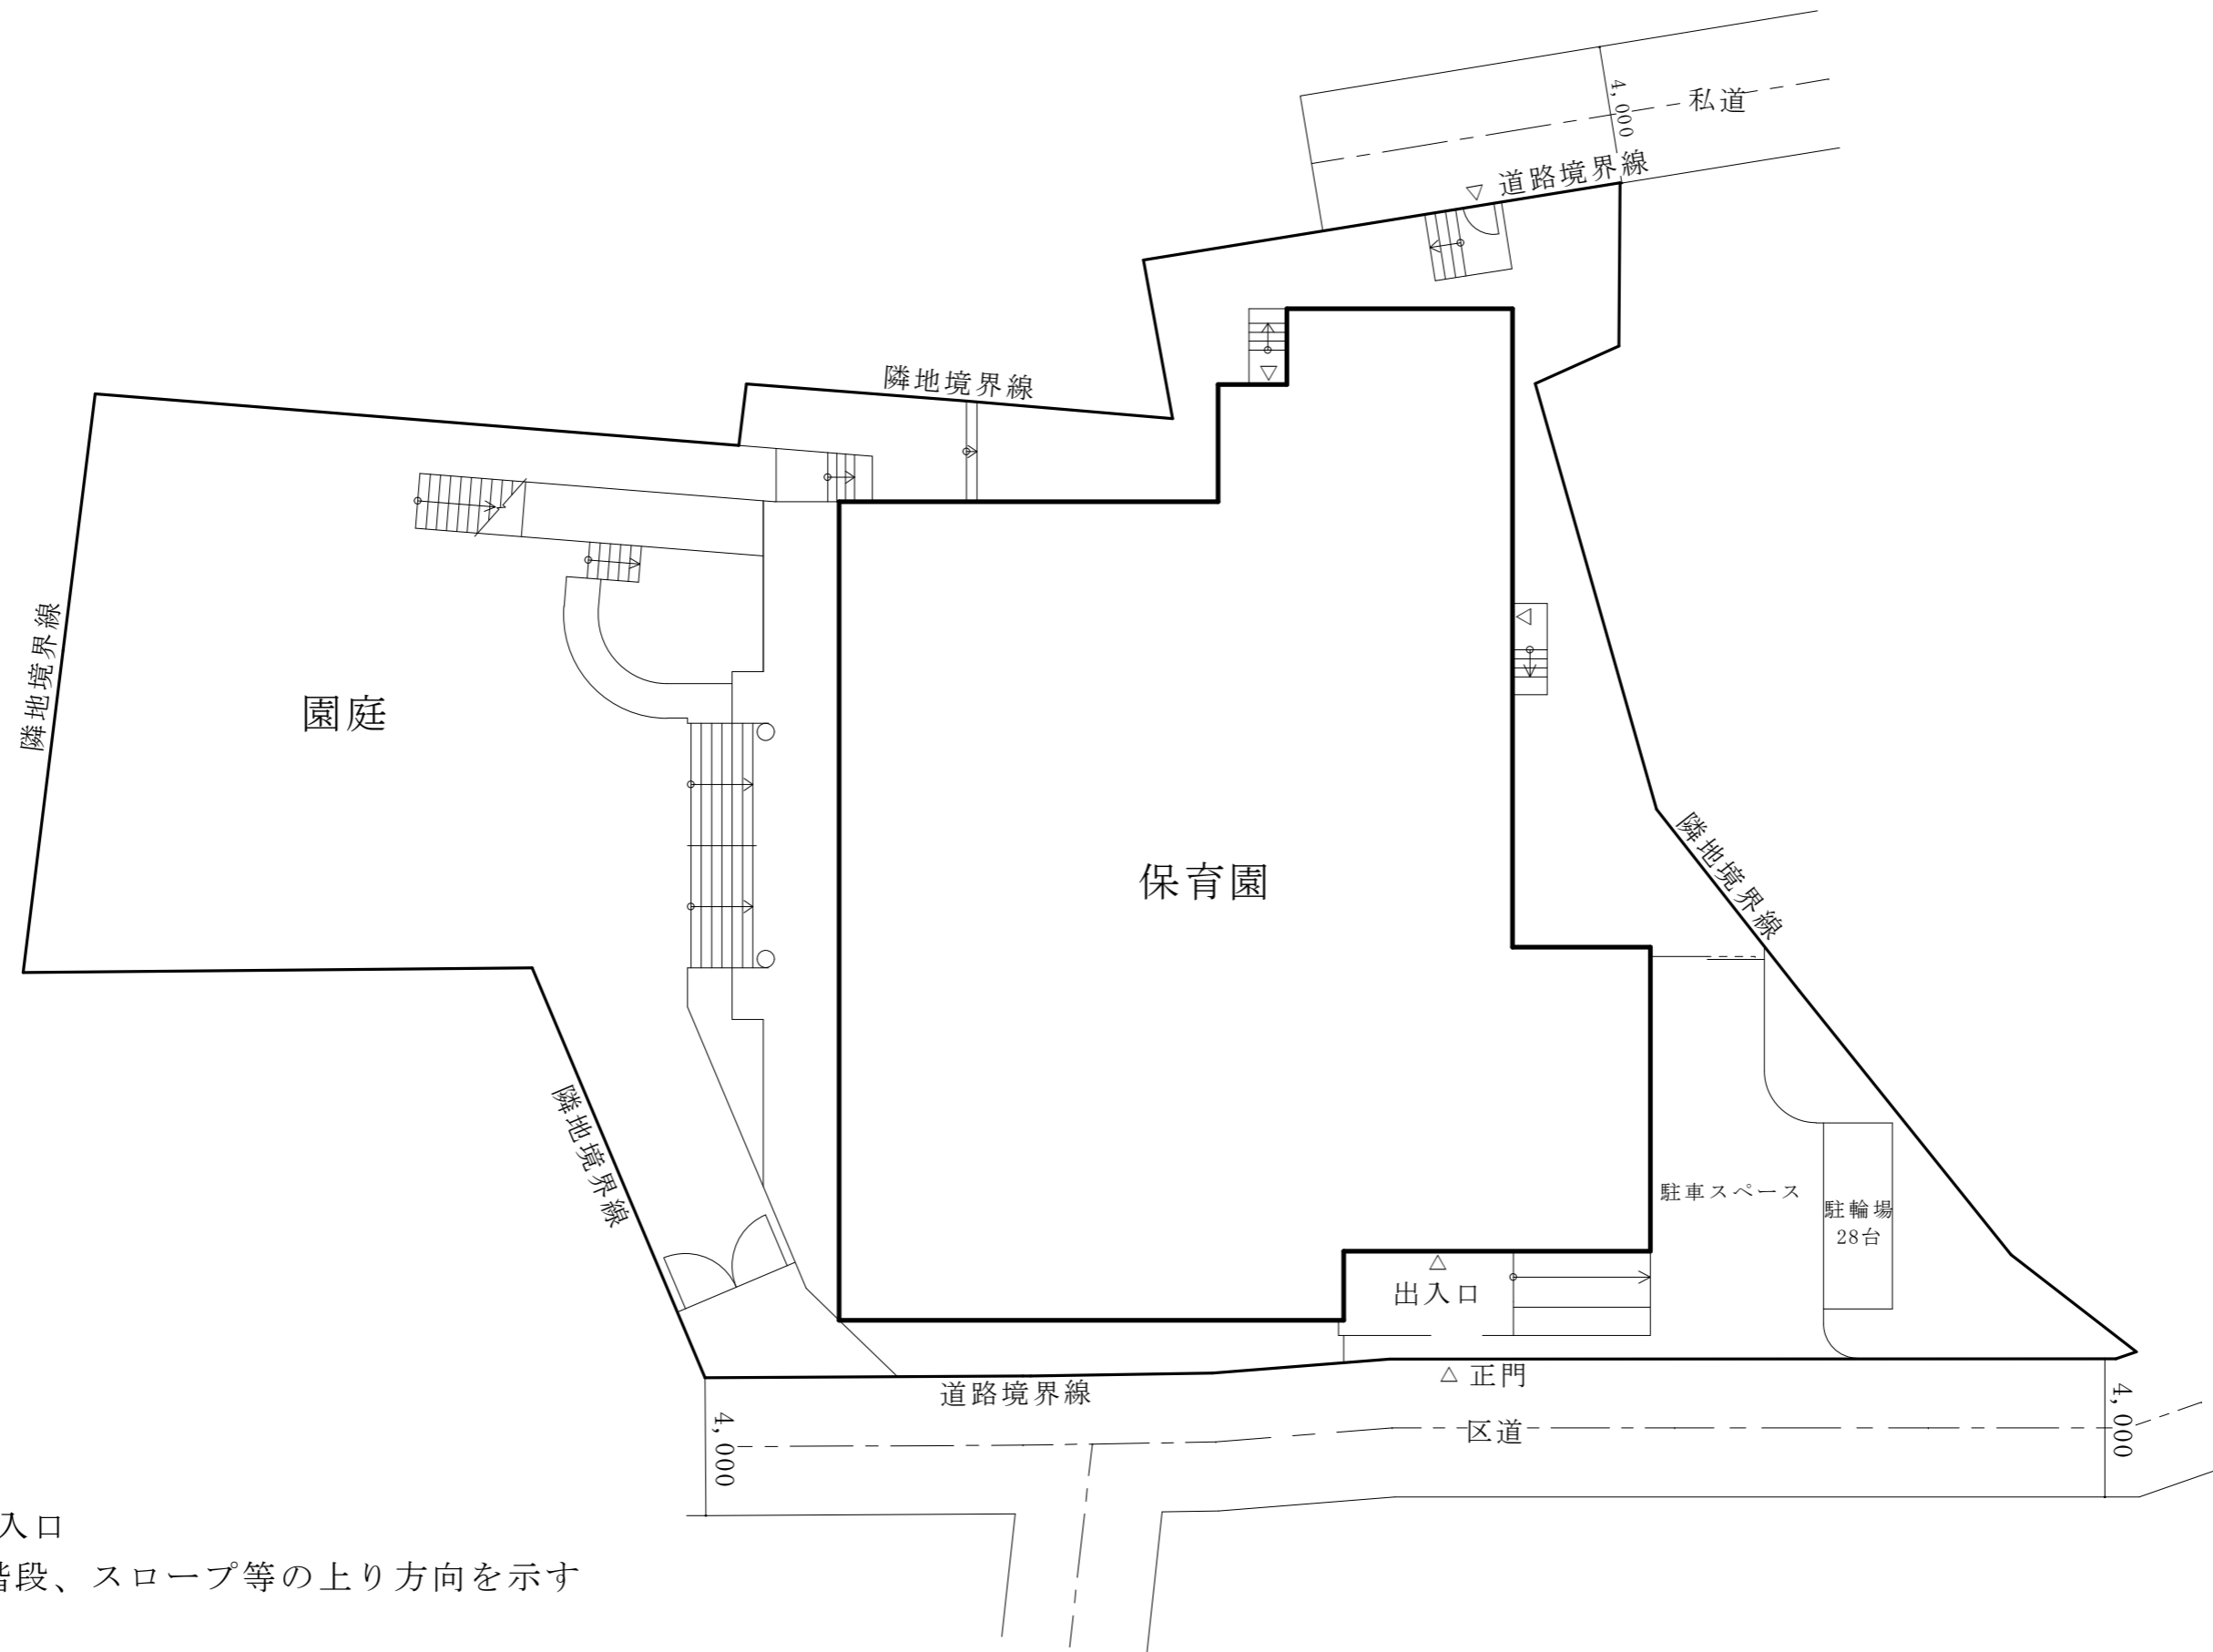 私道
4,000
道路境界線
隣地境界線
隣地境界線
園庭
保育園
隣地境界線
隣地境界線
駐車スペース
駐輪場
28台
出入口
正門
道路境界線
区道
4,000
4,000
入口
段、スロープ等の上り方向を示す